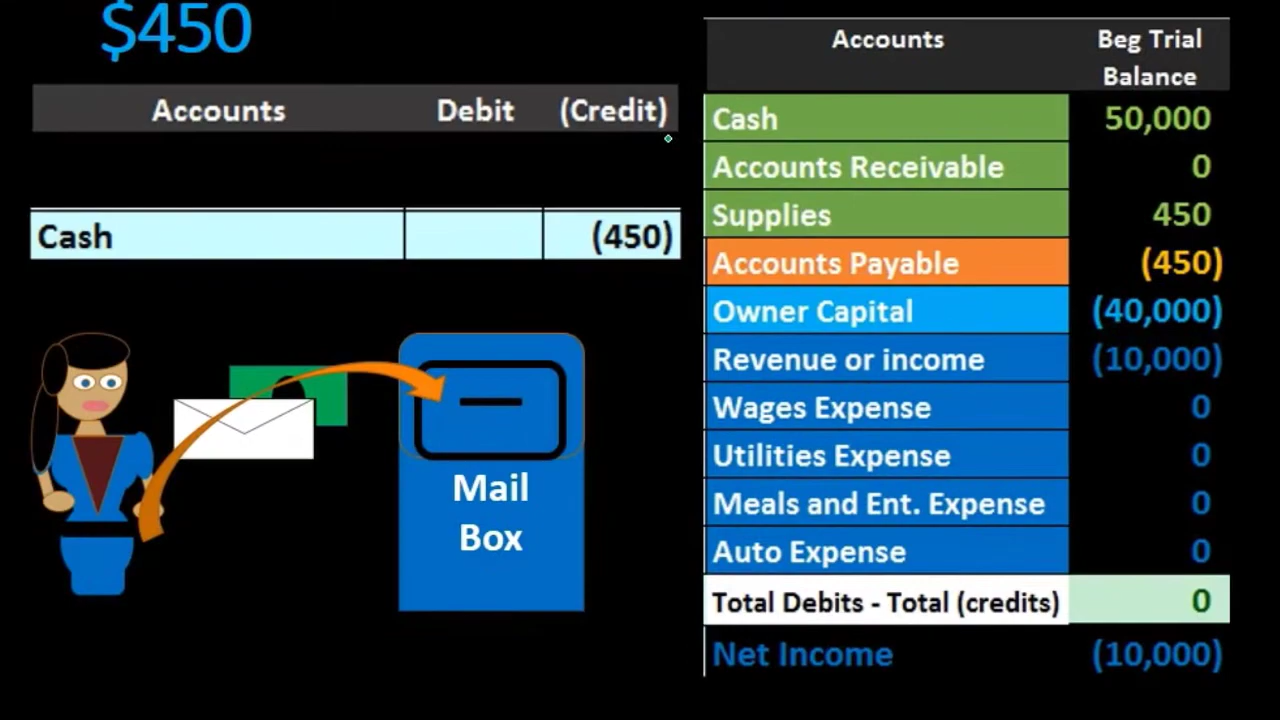 $450
Accounts Debit (Credit)
Cash (450)
Mail
Box
Accounts Beg Trial
Balance
Cash 50,000
Accounts Receivable 0
Supplies 450
Accounts Payable (450)
Owner Capital (40,000)
Revenue or income (10,000)
Wages Expense 0
Utilities Expense 0
Meals and Ent. Expense 0
Auto Expense 0
Total Debits - Total (credits) 0
Net Income (10,000)